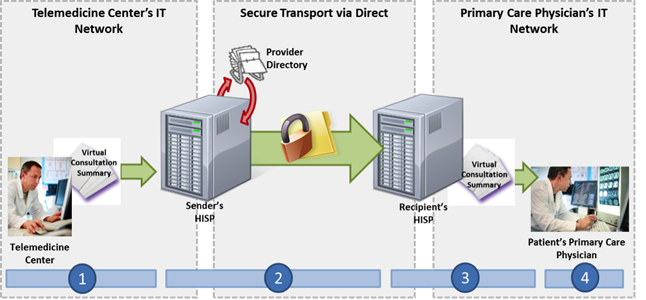 Telemedicine Center's IT
Network
Secure Transport via Direct
Primary Care Physician's IT
Network
Provider
Directory
Virtual
Consultation
Summary
Virtual
Consultation
Summary
Sender's
HISP
Recipient's
HISP
Telemedicine
Center
Patient's Primary Care
Physician
1
2
3
4